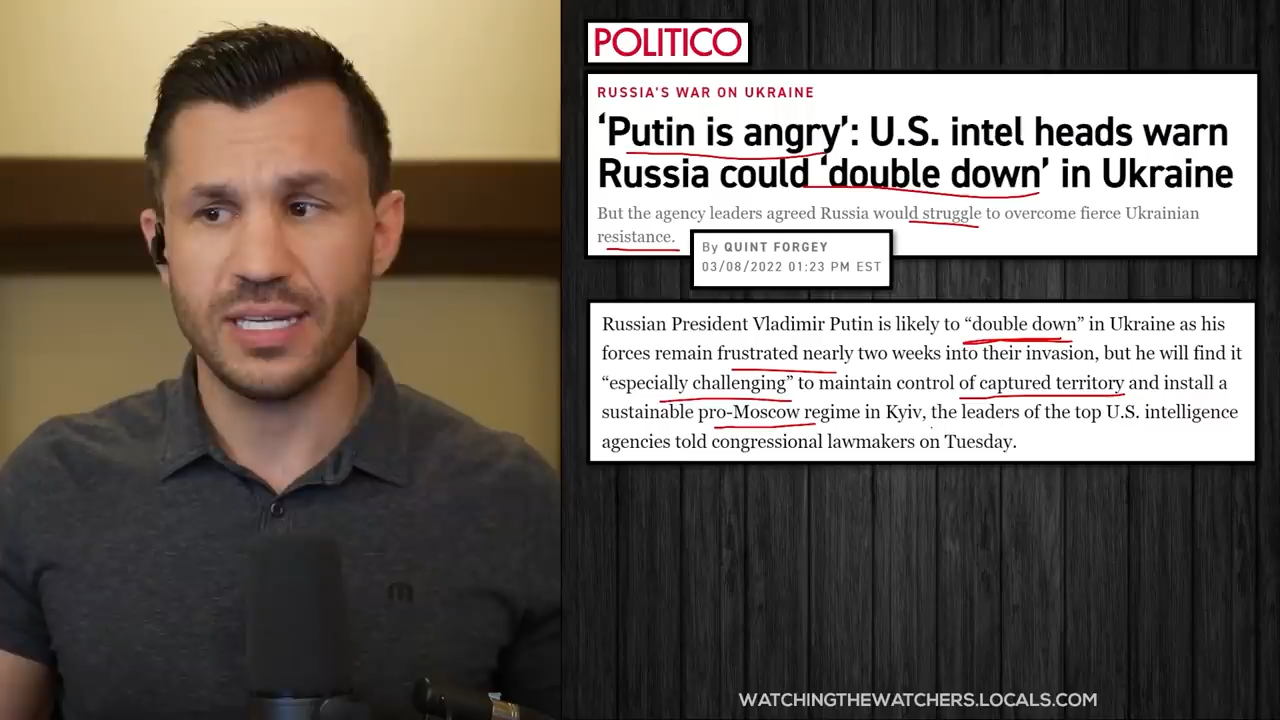 POLITICO
RUSSIA'S WAR ON UKRAINE
‘Putin is angry’: U.S. intel heads warn
Russia could ‘double down’ in Ukraine
But the agency leaders agreed Russia would struggle to overcome fierce Ukrainian
resistance.
By QUINT FORGEY
03/08/2022 01:23 PM EST
Russian President Vladimir Putin is likely to “double down” in Ukraine as his
forces remain frustrated nearly two weeks into their invasion, but he will find it
“especially challenging” to maintain control of captured territory and install a
sustainable pro-Moscow regime in Kyiv, the leaders of the top U.S. intelligence
agencies told congressional lawmakers on Tuesday.
WATCHINGTHEWATCHERS.LOCALS.COM